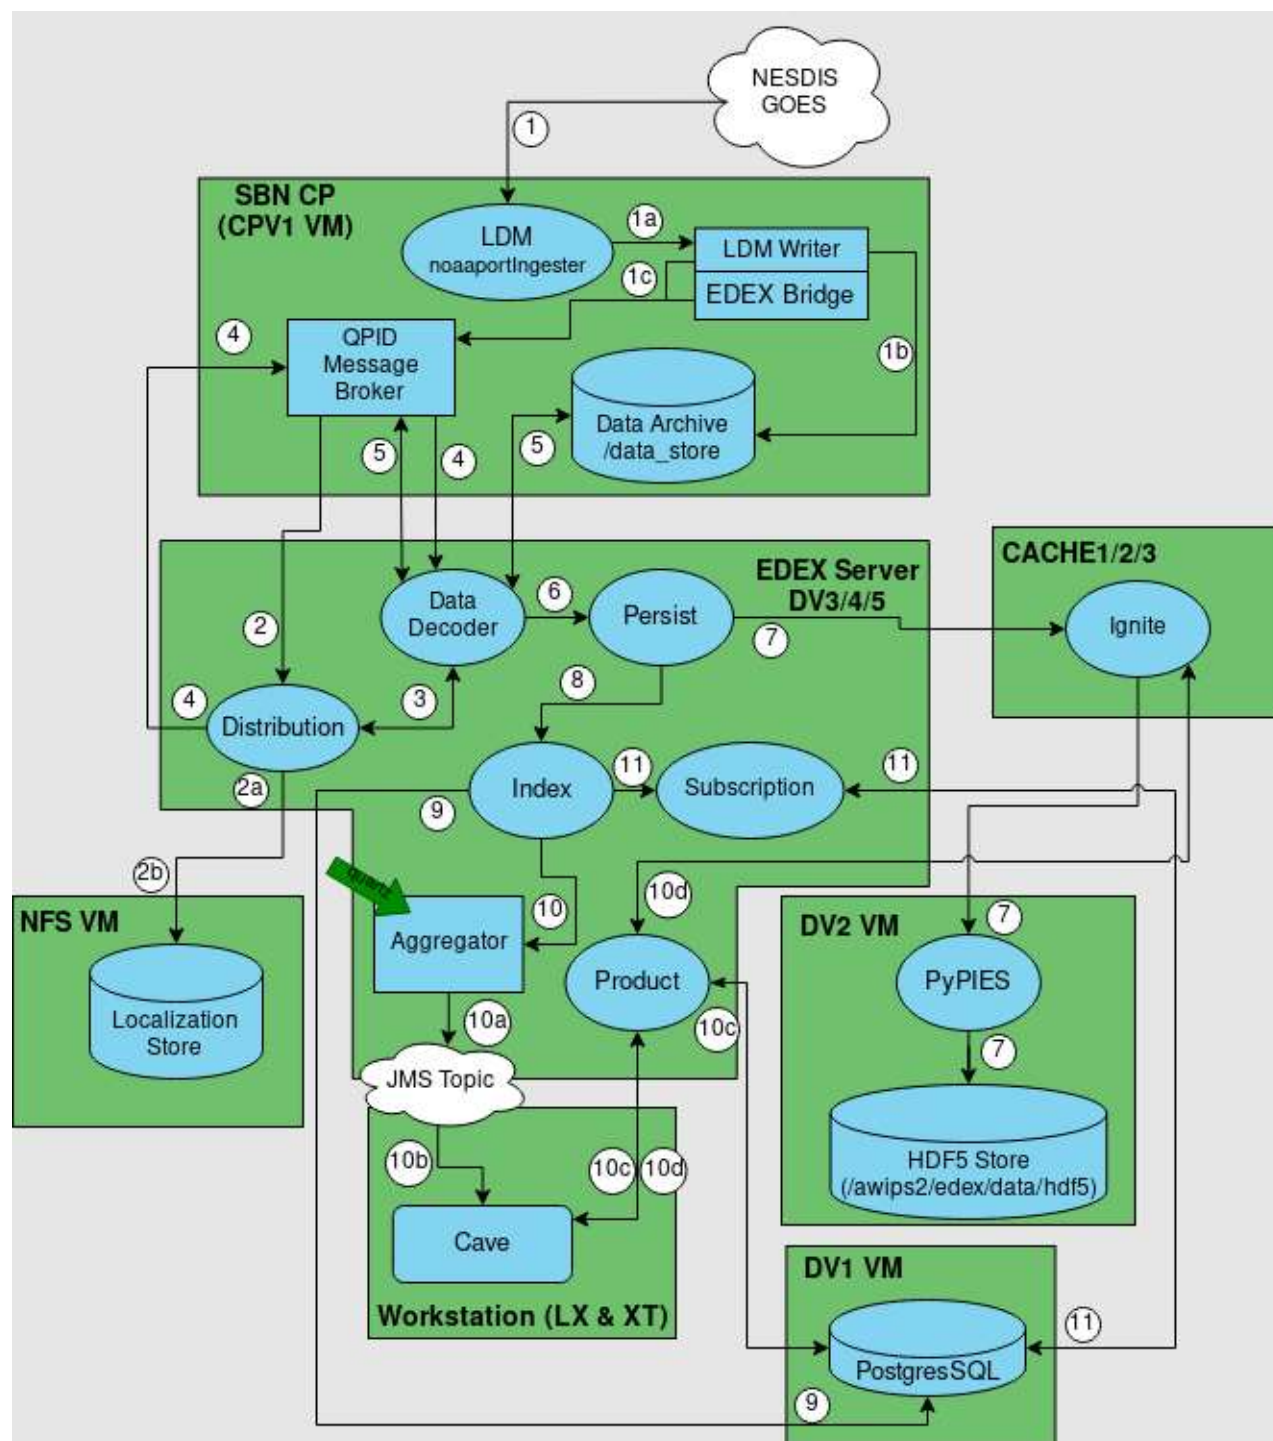 NESDIS
GOES
1
SBN CP
(CPV1 VM)
LDM
noaaportIngester
1a
LDM Writer
EDEX Bridge
1c
1b
4
QPID
Message
Broker
Data Archive
/data_store
5
4
5
EDEX Server
DV3/4/5
CACHE1/2/3
Data
Decoder
6
Persist
7
Ignite
2
8
3
4
Distribution
2a
Index
11
Subscription
11
9
2b
quartz
10
10d
NFS VM
Aggregator
DV2 VM
7
Product
PyPIES
Localization
Store
10a
10c
7
JMS Topic
10b
10c
10d
HDF5 Store
(/awips2/edex/data/hdf5)
Cave
Workstation (LX & XT)
DV1 VM
11
PostgresSQL
9